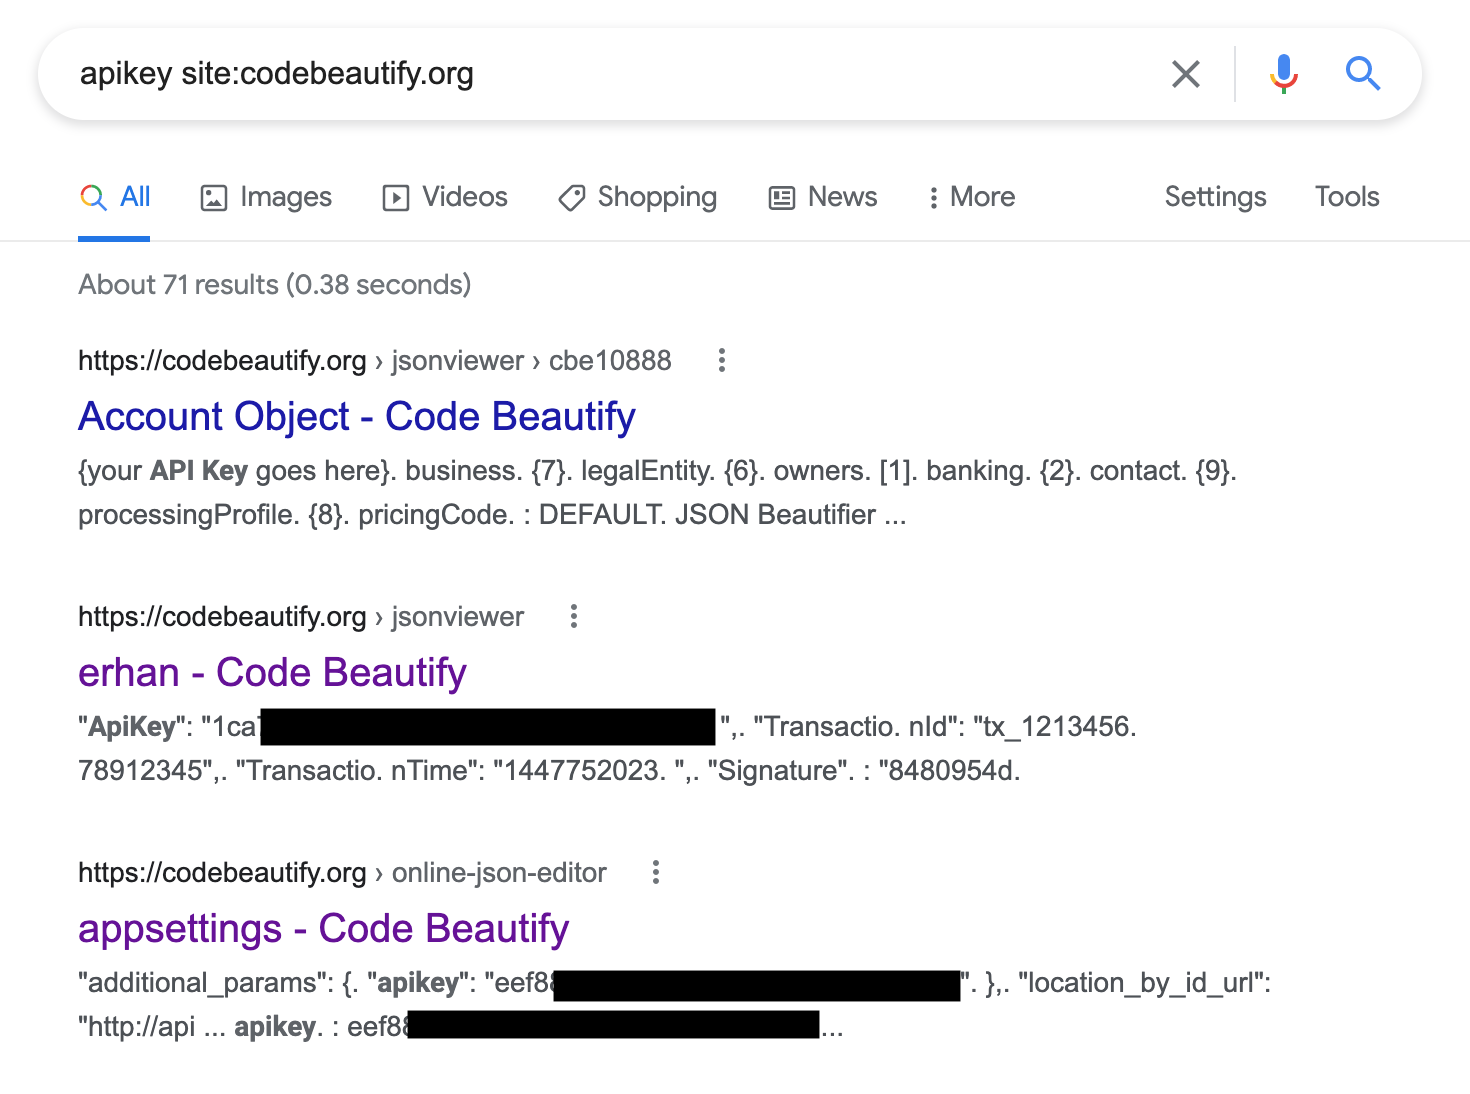 apikey site:codebeautify.org
All Images Videos Shopping News More Settings Tools
About 71 results (0.38 seconds)
https://codebeautify.org › jsonviewer › cbe10888
Account Object - Code Beautify
{your API Key goes here}. business. {7}. legalEntity. {6}. owners. [1]. banking. {2}. contact. {9}.
processingProfile. {8}. pricingCode. : DEFAULT. JSON Beautifier ...
https://codebeautify.org › jsonviewer
erhan - Code Beautify
"ApiKey": "1ca ",. "Transactio. nId": "tx_1213456.
78912345",. "Transactio. nTime": "1447752023. ",. "Signature". : "8480954d.
https://codebeautify.org › online-json-editor
appsettings - Code Beautify
"additional_params": {. "apikey": "eef8 ". },. "location_by_id_url":
"http://api ... apikey. : eef8 ...